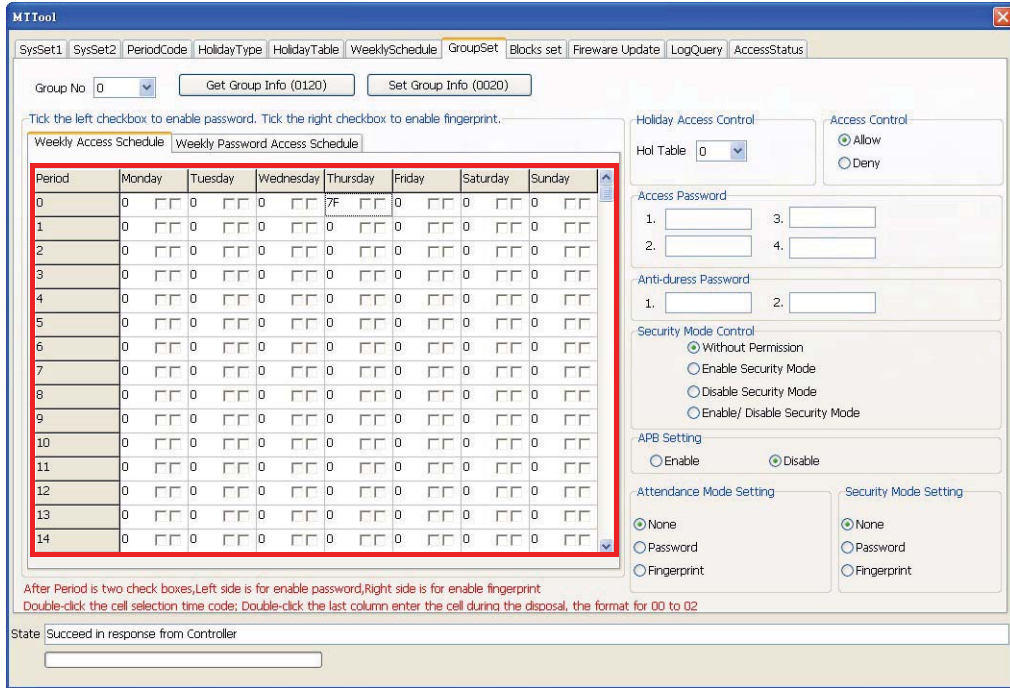 MTTool
SysSet1 SysSet2 PeriodCode HolidayType HolidayTable WeeklySchedule GroupSet Blocks set Fireware Update LogQuery AccessStatus
Group No 0 Get Group Info (0120) Set Group Info (0020)
Tick the left checkbox to enable password. Tick the right checkbox to enable fingerprint.
Weekly Access Schedule Weekly Password Access Schedule
Period Monday Tuesday Wednesday Thursday Friday Saturday Sunday
0 0 0 0 7F 0 0 0
1 0 0 0 0 0 0 0
2 0 0 0 0 0 0 0
3 0 0 0 0 0 0 0
4 0 0 0 0 0 0 0
5 0 0 0 0 0 0 0
6 0 0 0 0 0 0 0
7 0 0 0 0 0 0 0
8 0 0 0 0 0 0 0
9 0 0 0 0 0 0 0
10 0 0 0 0 0 0 0
11 0 0 0 0 0 0 0
12 0 0 0 0 0 0 0
13 0 0 0 0 0 0 0
14 0 0 0 0 0 0 0
Holiday Access Control
Hol Table 0
Access Control
Allow
Deny
Access Password
1. 3.
2. 4.
Anti-duress Password
1. 2.
Security Mode Control
Without Permission
Enable Security Mode
Disable Security Mode
Enable/ Disable Security Mode
APB Setting
Enable Disable
Attendance Mode Setting
None
Password
Fingerprint
Security Mode Setting
None
Password
Fingerprint
After Period is two check boxes,Left side is for enable password,Right side is for enable fingerprint
Double-click the cell selection time code; Double-click the last column enter the cell during the disposal, the format for 00 to 02
State Succeed in response from Controller